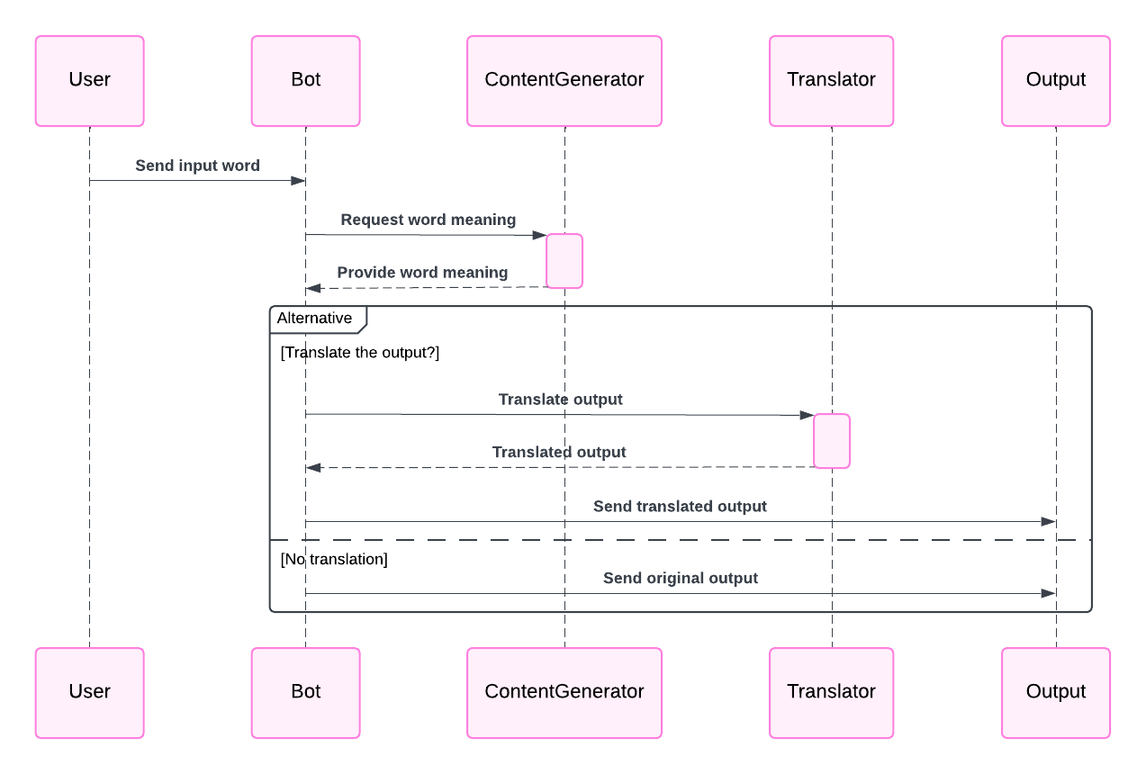 User
Bot
ContentGenerator
Translator
Output
Send input word
Request word meaning
Provide word meaning
Alternative
[Translate the output?]
Translate output
Translated output
Send translated output
[No translation]
Send original output
User
Bot
ContentGenerator
Translator
Output